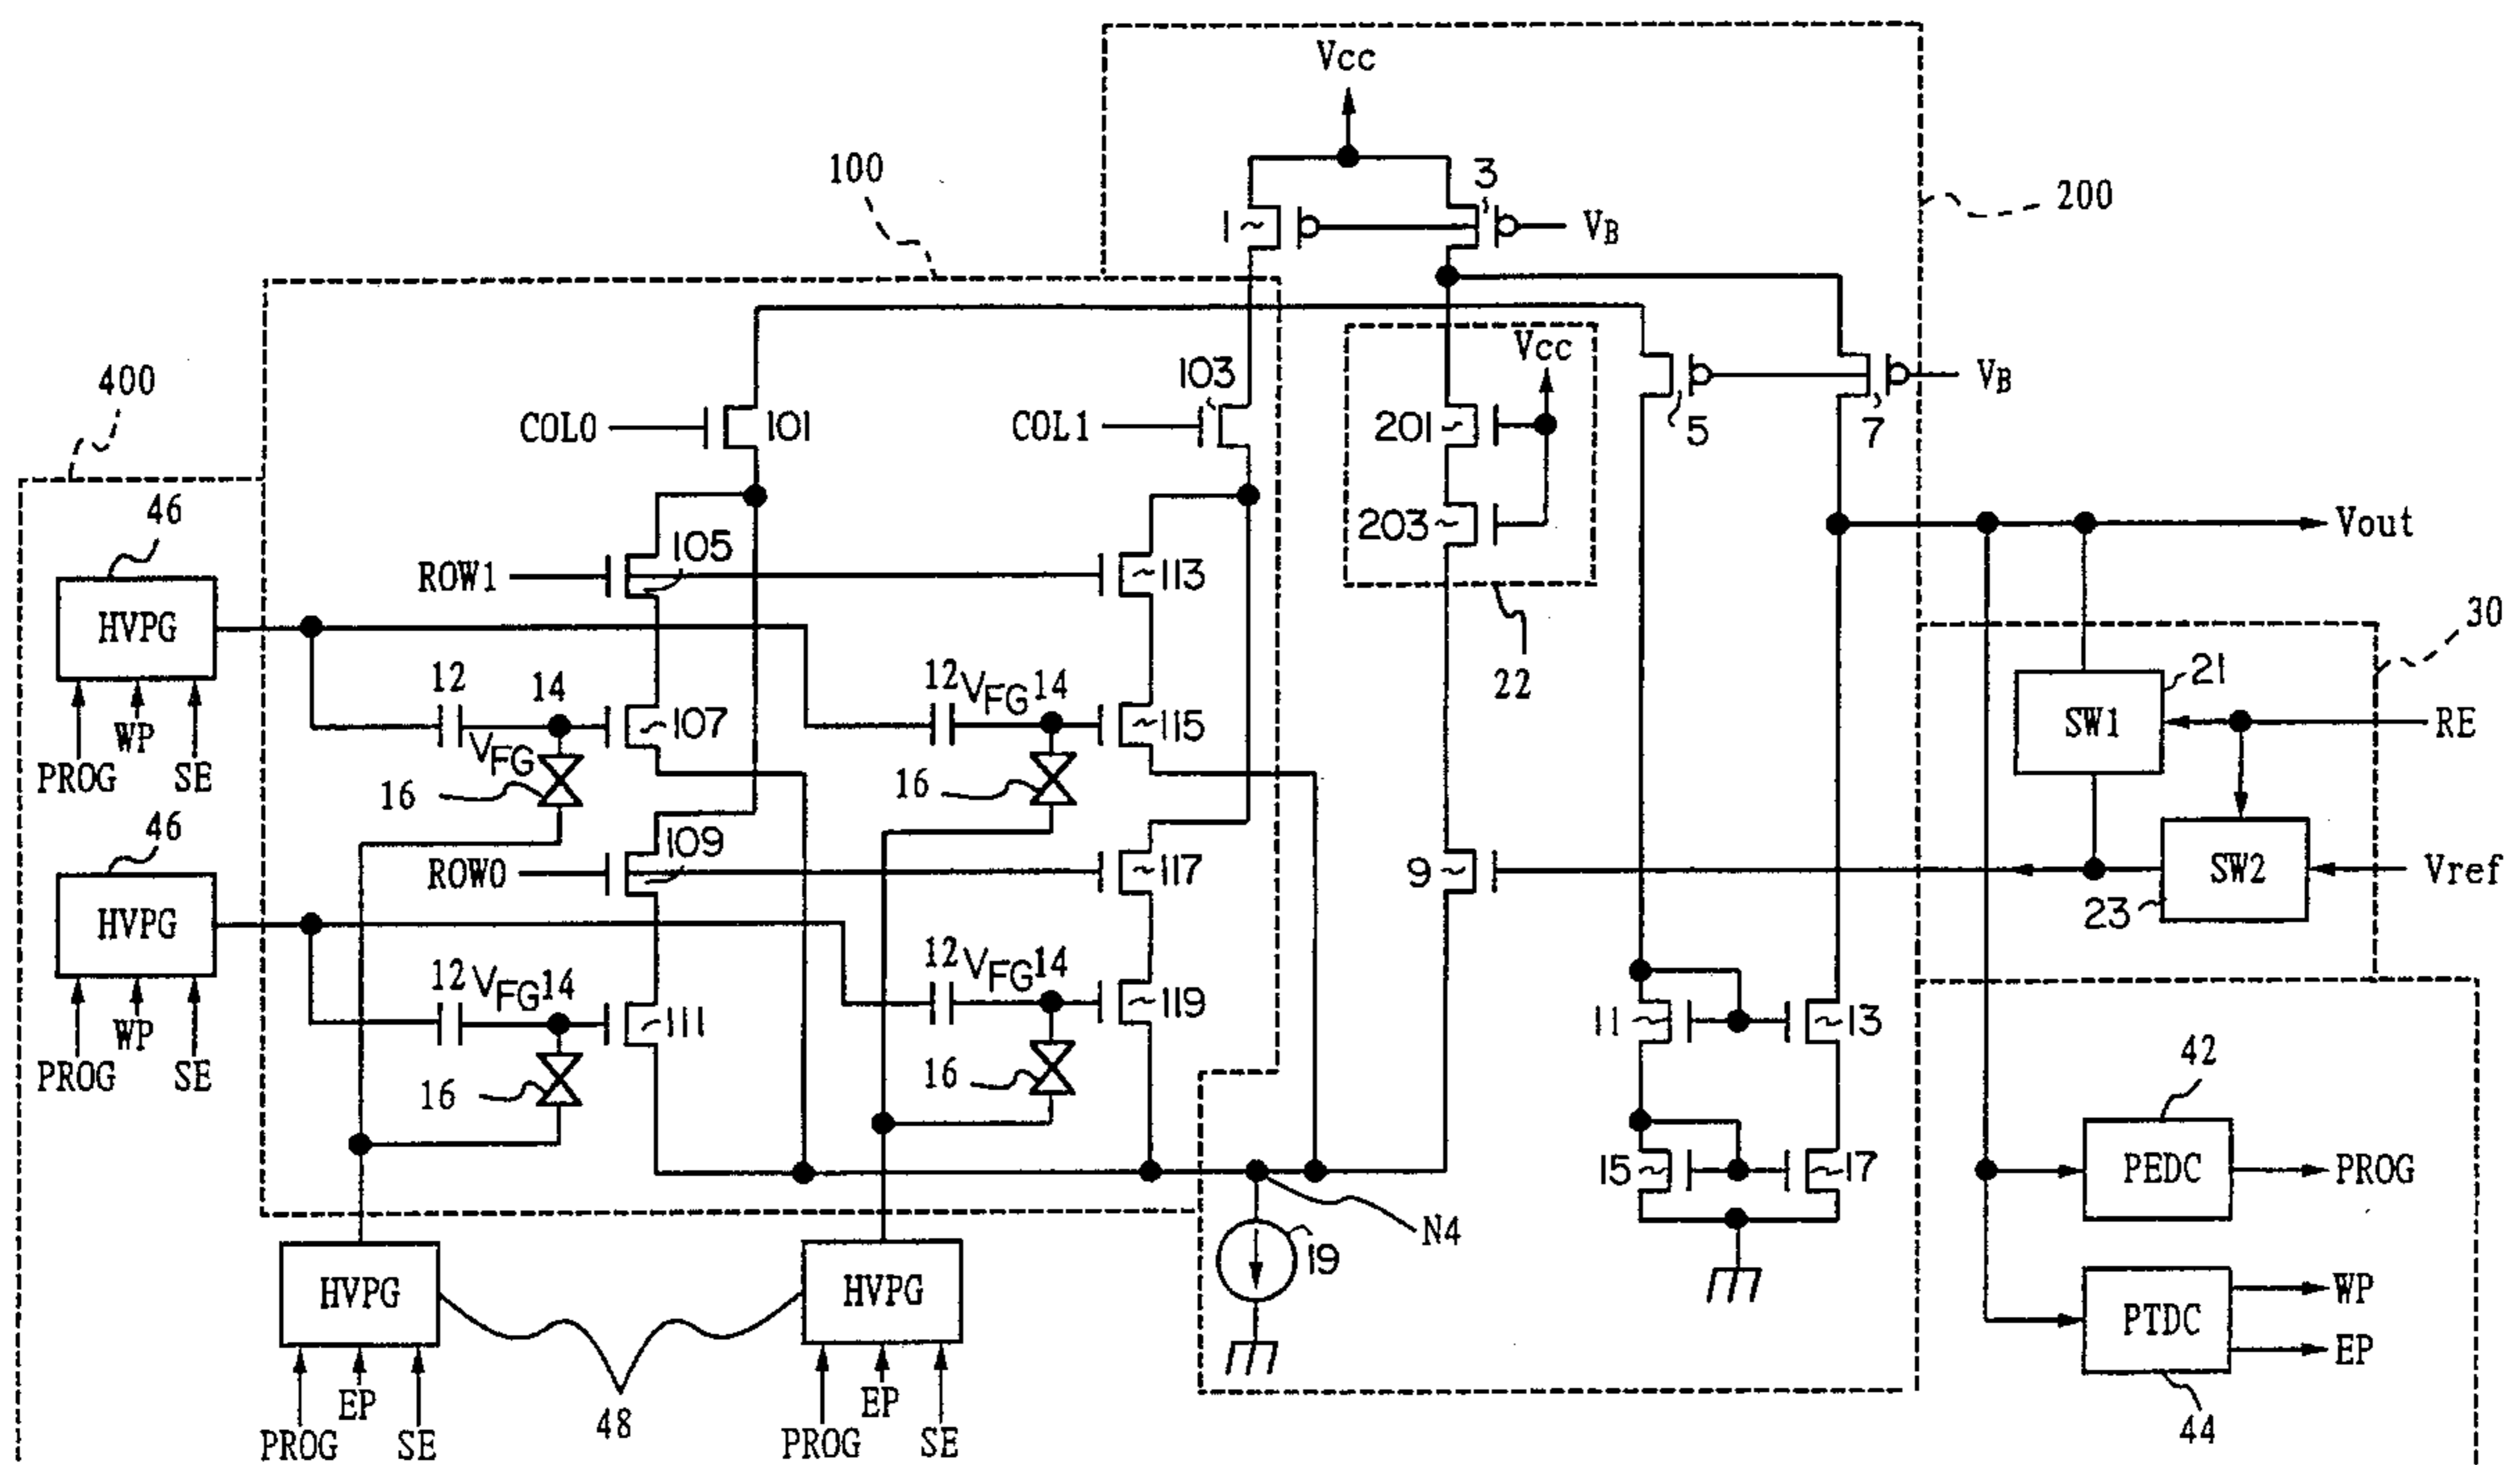 Vcc
100
3
200
1
VB
400
Vcc
103
VB
COL0
101
COL1
201
5
7
46
203
Vout
105
ROW1
113
30
HVPG
22
12
14
12
VFG
14
21
107
115
SW1
RE
WP
VFG
PROG
SE
16
16
46
109
ROW0
117
9
SW2
Vref
HVPG
23
12
VFG
14
12
VFG
14
119
111
11
13
WP
PROG
SE
16
16
42
15
17
PEDC
PROG
N4
19
HVPG
HVPG
WP
PTDC
EP
EP
EP
PROG
SE
48
PROG
SE
44